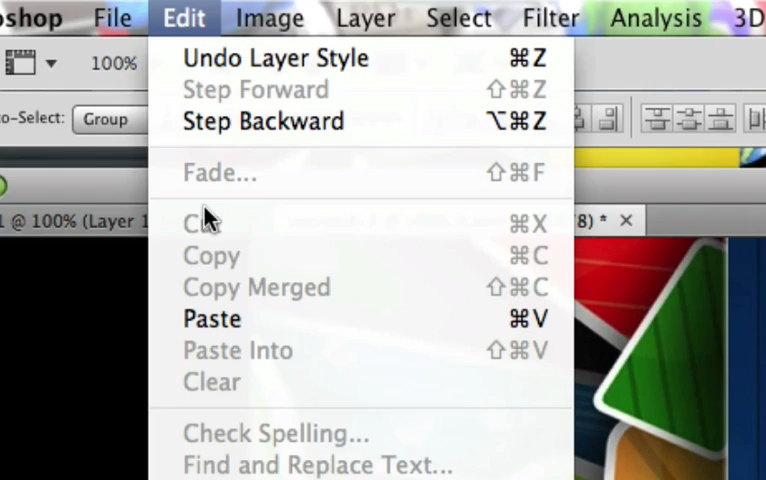 oshop File Edit Image Layer Select Filter Analysis 3D
100%
Undo Layer Style ⌘Z
Step Forward ⇧⌘Z
o-Select: Group
Step Backward ⌥⌘Z
Fade... ⇧⌘F
1 @ 100% (Layer 1
8) * ×
Cut ⌘X
Copy ⌘C
Copy Merged ⇧⌘C
Paste ⌘V
Paste Into ⇧⌘V
Clear
Check Spelling...
Find and Replace Text...